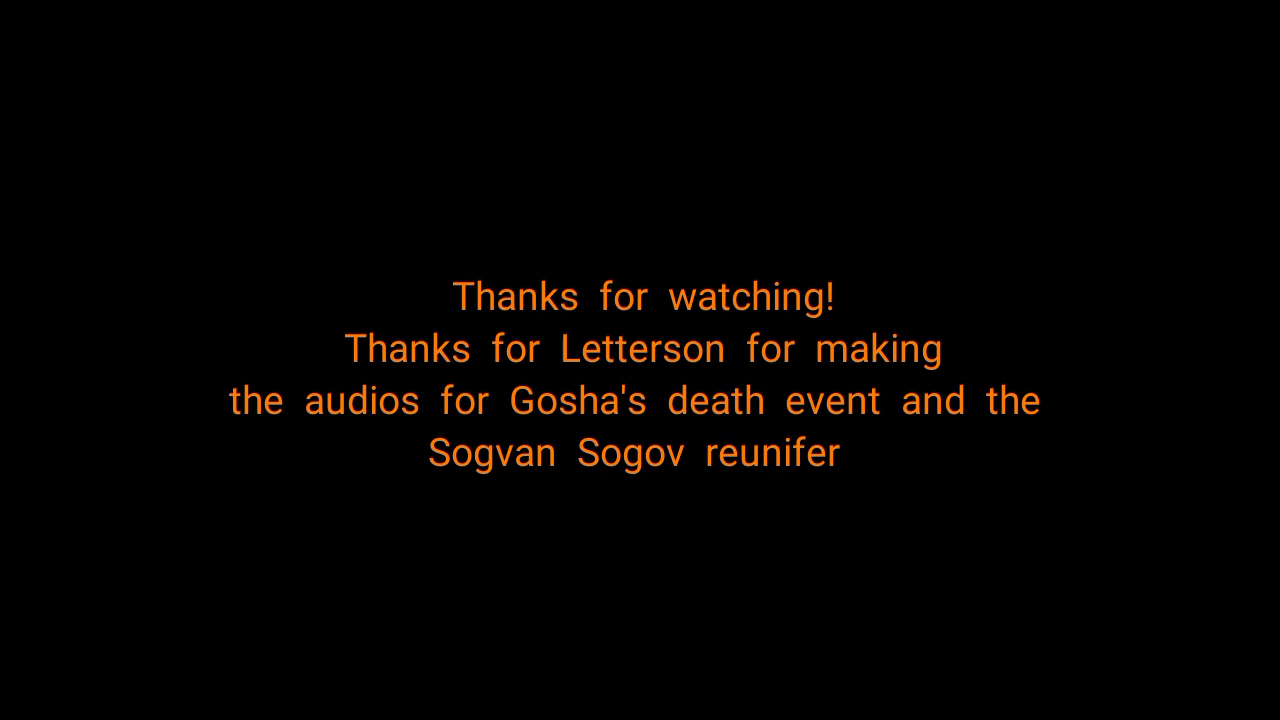 Thanks for watching!
Thanks for Letterson for making
the audios for Gosha's death event and the
Sogvan Sogov reunifer